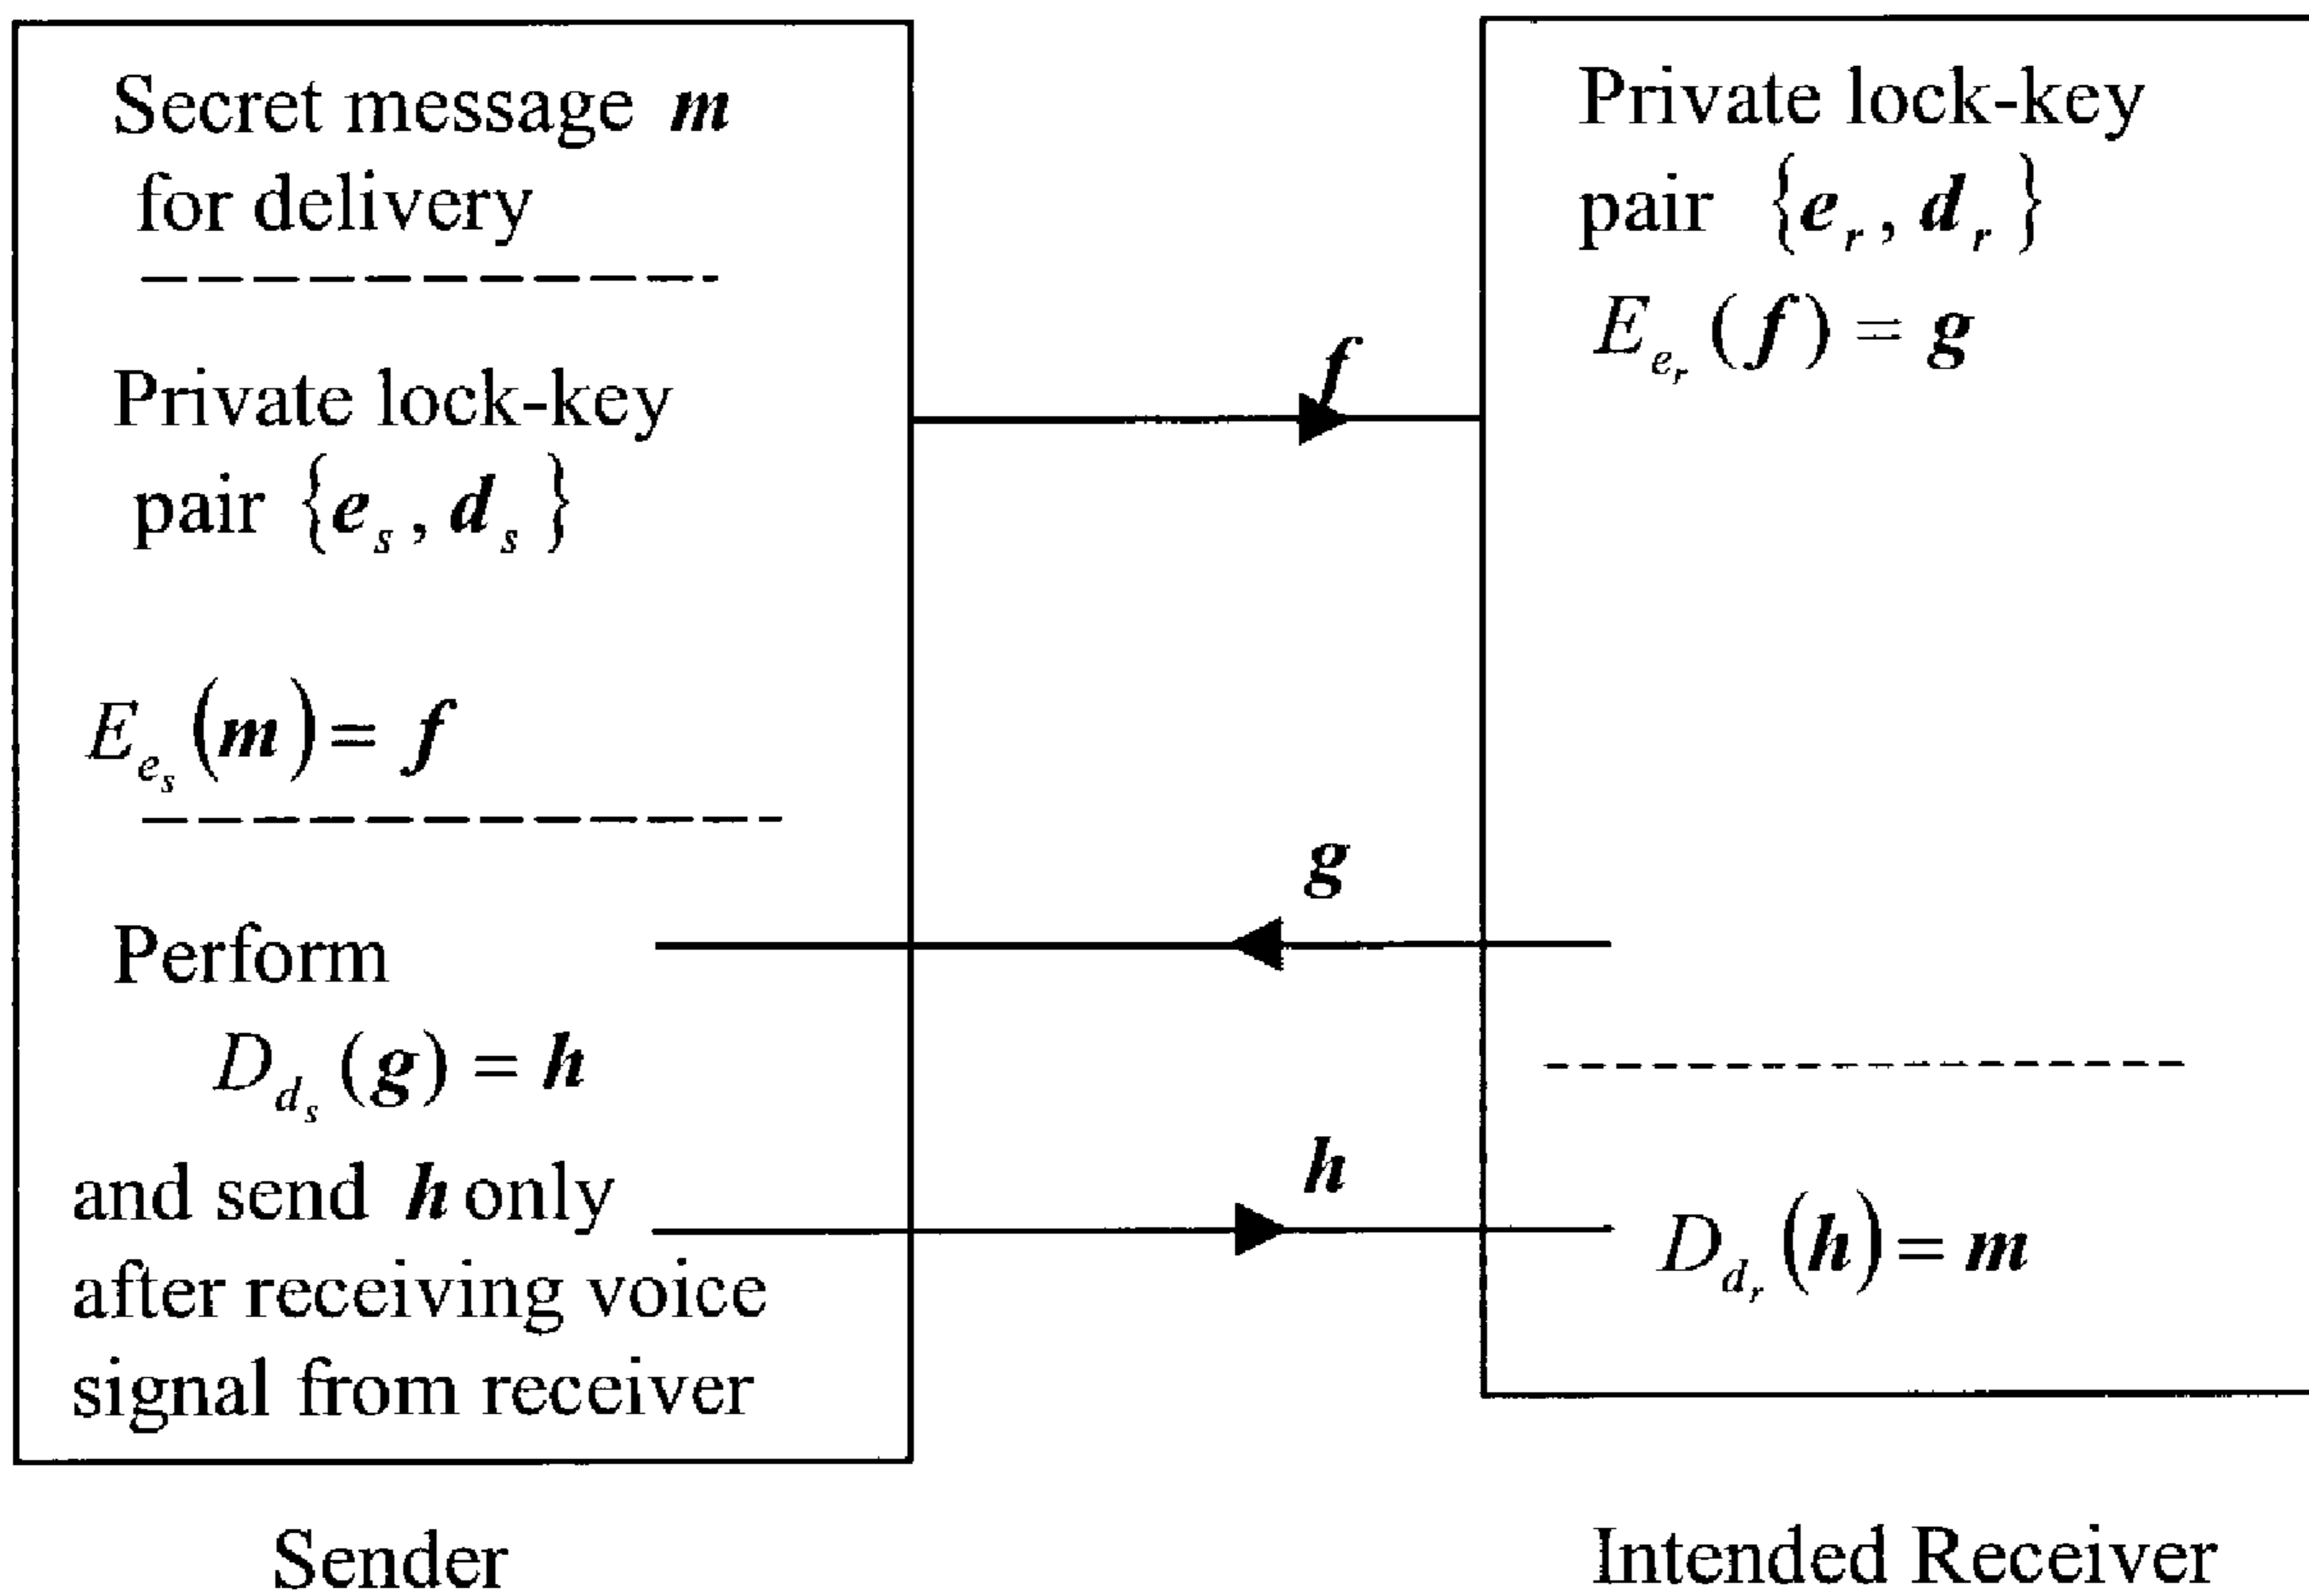 Secret message m
for delivery
Private lock-key
pair {e_s, d_s}
E_{e_s}(m) = f
Perform
D_{d_s}(g) = h
and send h only
after receiving voice
signal from receiver
Sender
f
g
h
Private lock-key
pair {e_r, d_r}
E_{e_r}(f) = g
D_{d_r}(h) = m
Intended Receiver